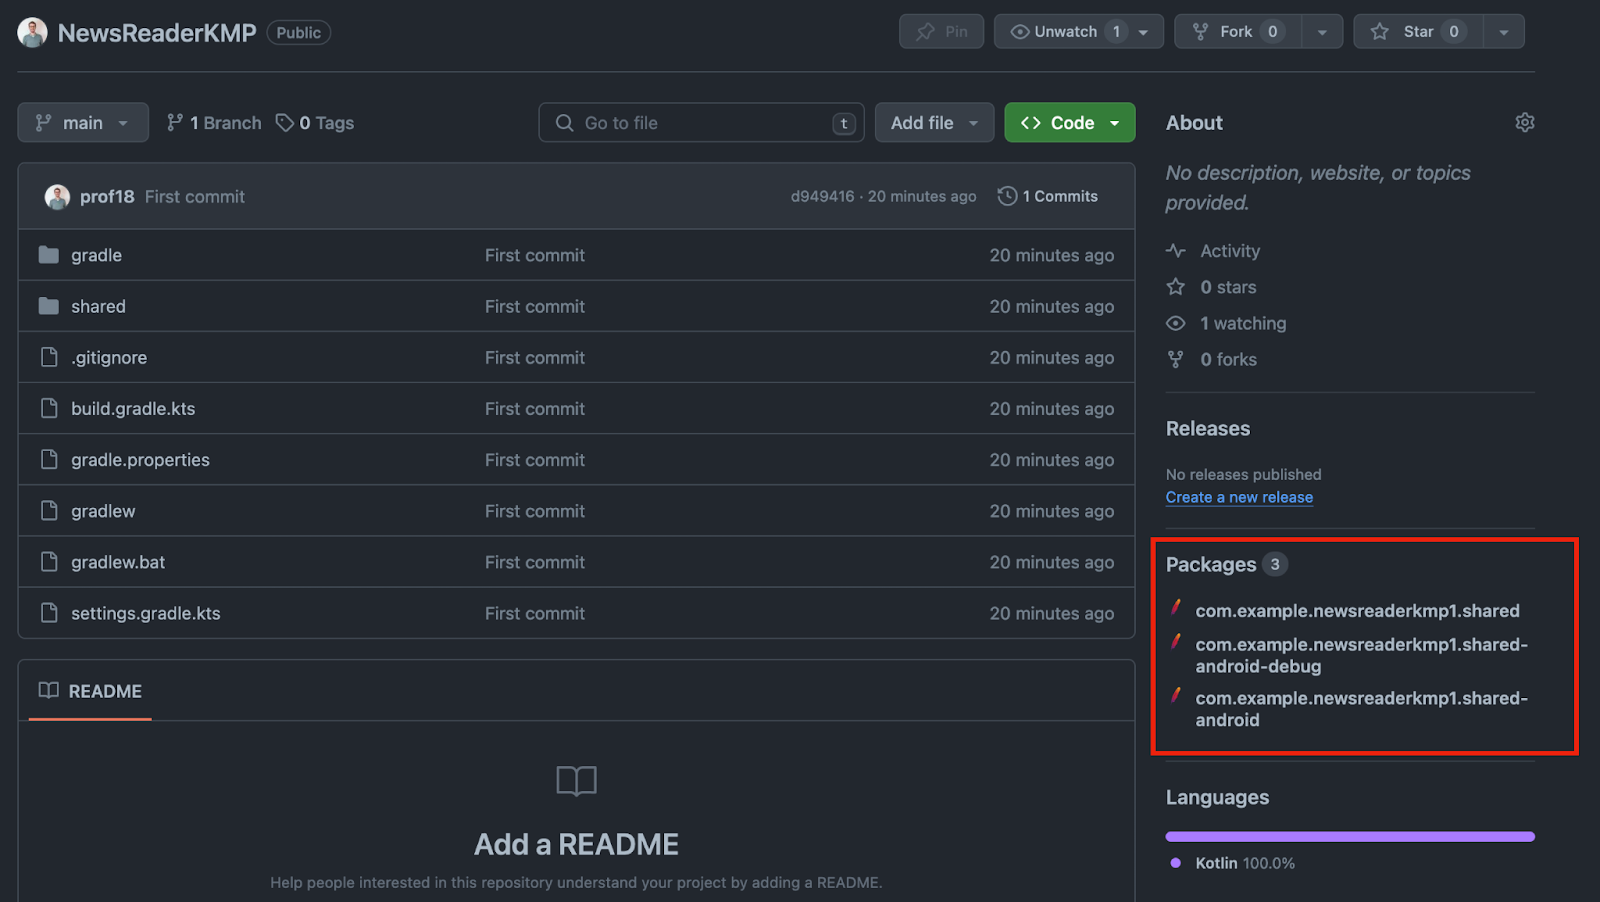 NewsReaderKMP Public
Pin
Unwatch 1
Fork 0
Star 0
main
1 Branch
0 Tags
Go to file t
Add file
Code
prof18 First commit d949416 · 20 minutes ago 1 Commits
gradle First commit 20 minutes ago
shared First commit 20 minutes ago
.gitignore First commit 20 minutes ago
build.gradle.kts First commit 20 minutes ago
gradle.properties First commit 20 minutes ago
gradlew First commit 20 minutes ago
gradlew.bat First commit 20 minutes ago
settings.gradle.kts First commit 20 minutes ago
README
Add a README
Help people interested in this repository understand your project by adding a README.
About
No description, website, or topics
provided.
Activity
0 stars
1 watching
0 forks
Releases
No releases published
Create a new release
Packages 3
com.example.newsreaderkmp1.shared
com.example.newsreaderkmp1.shared-
android-debug
com.example.newsreaderkmp1.shared-
android
Languages
Kotlin 100.0%